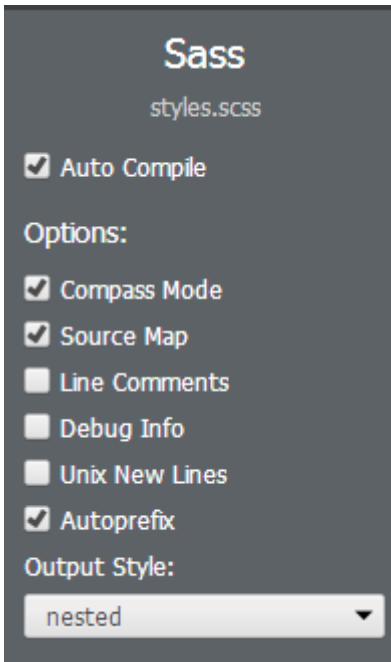 Sass
styles.scss
Auto Compile
Options:
Compass Mode
Source Map
Line Comments
Debug Info
Unix New Lines
Autoprefix
Output Style:
nested